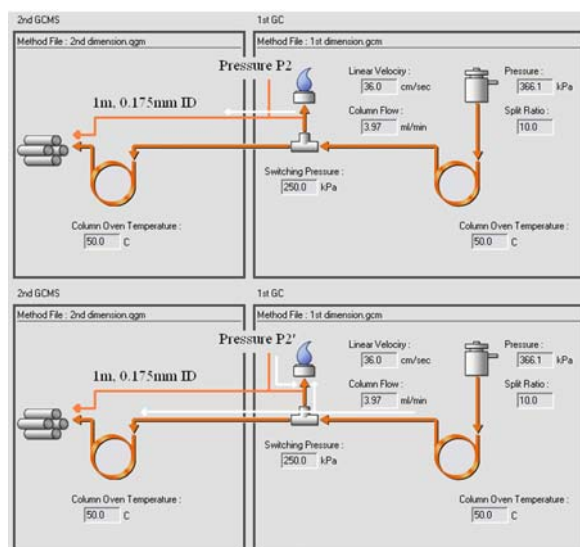 2nd GCMS
1st GC
Method File : 2nd dimension.qgm
Method File : 1st dimension.gcm
Pressure P2
Linear Velociry :
36.0 cm/sec
Pressure :
366.1 kPa
1m, 0.175mm ID
Column Flow :
3.97 ml/min
Split Ratio :
10.0
Switching Pressure :
250.0 kPa
Column Oven Temperature :
50.0 C
Column Oven Temperature :
50.0 C
2nd GCMS
1st GC
Method File : 2nd dimension.qgm
Method File : 1st dimension.gcm
Pressure P2'
Linear Velocity :
36.0 cm/sec
Pressure :
366.1 kPa
1m, 0.175mm ID
Column Flow :
3.97 ml/min
Split Ratio :
10.0
Switching Pressure :
250.0 kPa
Column Oven Temperature :
50.0 C
Column Oven Temperature :
50.0 C